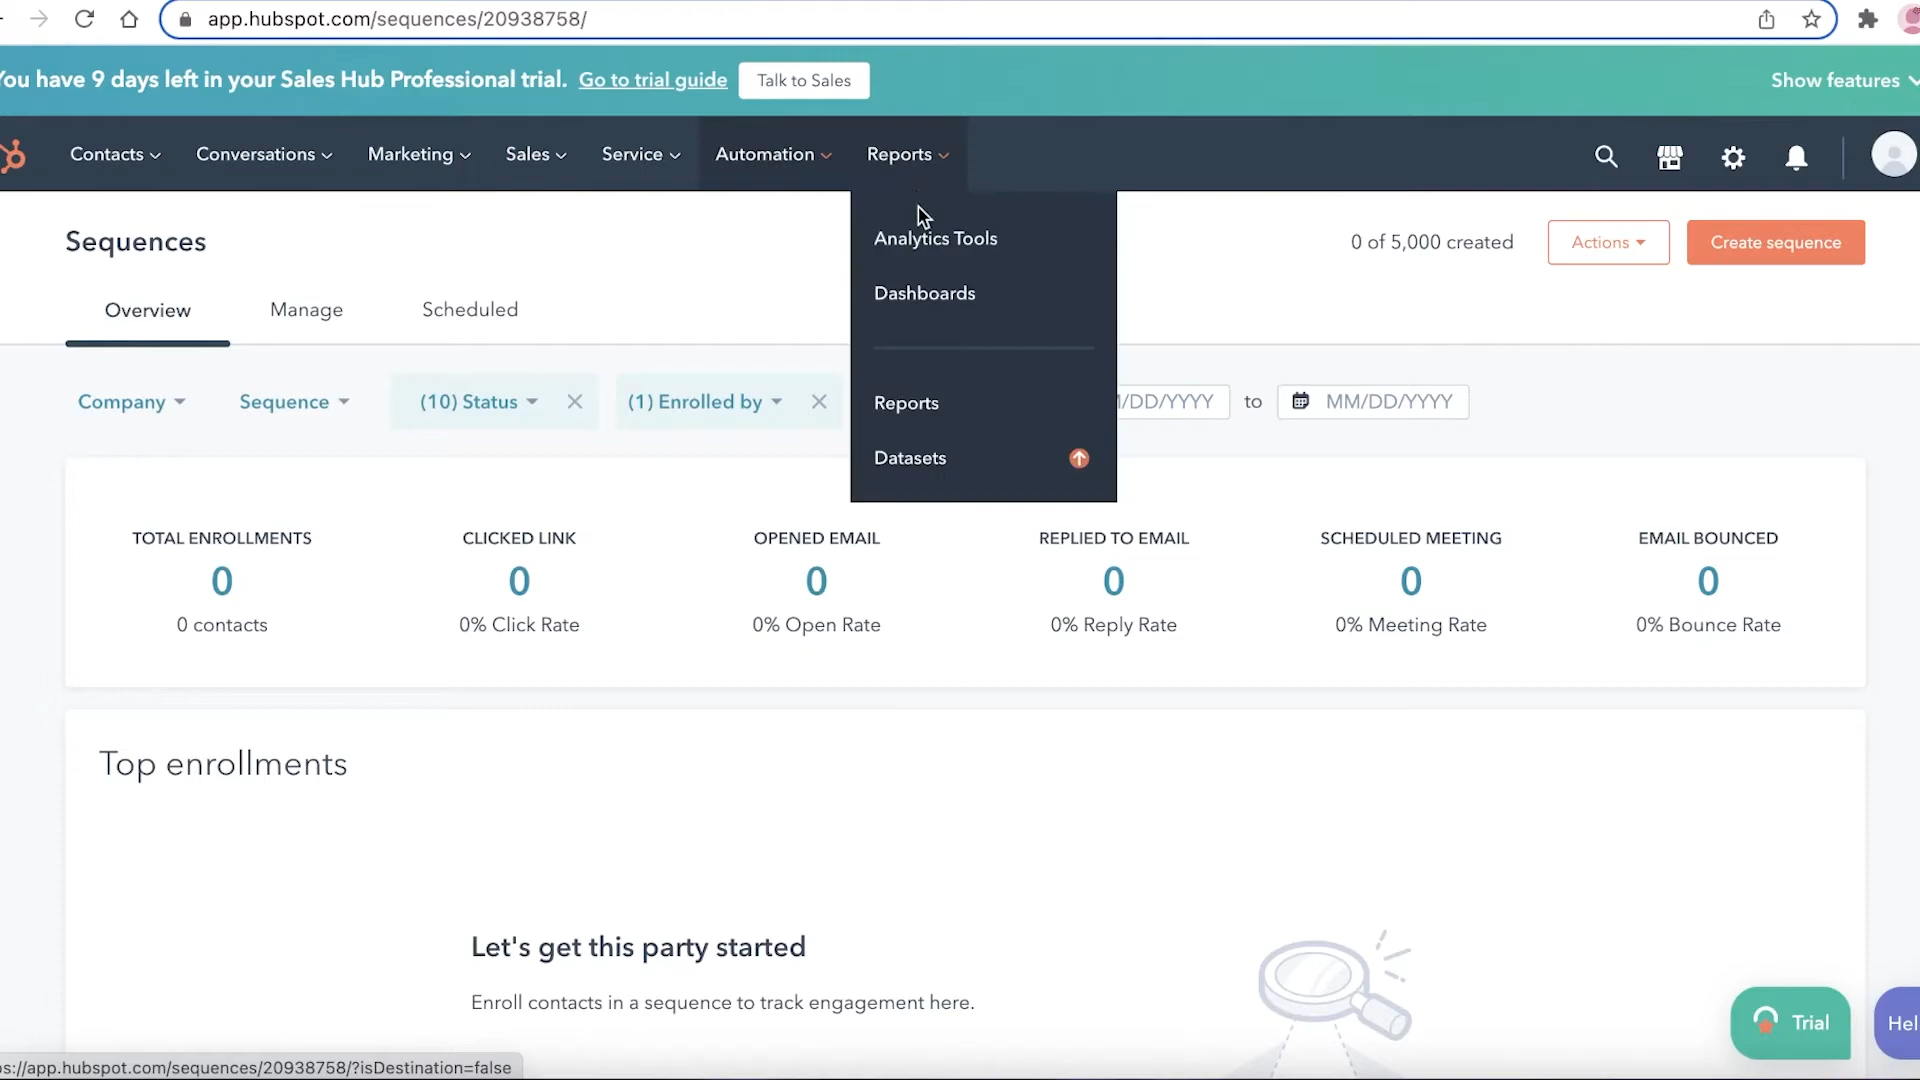 app.hubspot.com/sequences/20938758/
You have 9 days left in your Sales Hub Professional trial. Go to trial guide Talk to Sales Show features
Contacts Conversations Marketing Sales Service Automation Reports
Analytics Tools
Dashboards
Reports
Datasets
Sequences 0 of 5,000 created Actions Create sequence
Overview Manage Scheduled
Company Sequence (10) Status (1) Enrolled by /DD/YYYY to MM/DD/YYYY
TOTAL ENROLLMENTS CLICKED LINK OPENED EMAIL REPLIED TO EMAIL SCHEDULED MEETING EMAIL BOUNCED
0 0 0 0 0 0
0 contacts 0% Click Rate 0% Open Rate 0% Reply Rate 0% Meeting Rate 0% Bounce Rate
Top enrollments
Let's get this party started
Enroll contacts in a sequence to track engagement here.
Trial Hel
ps://app.hubspot.com/sequences/20938758/?isDestination=false